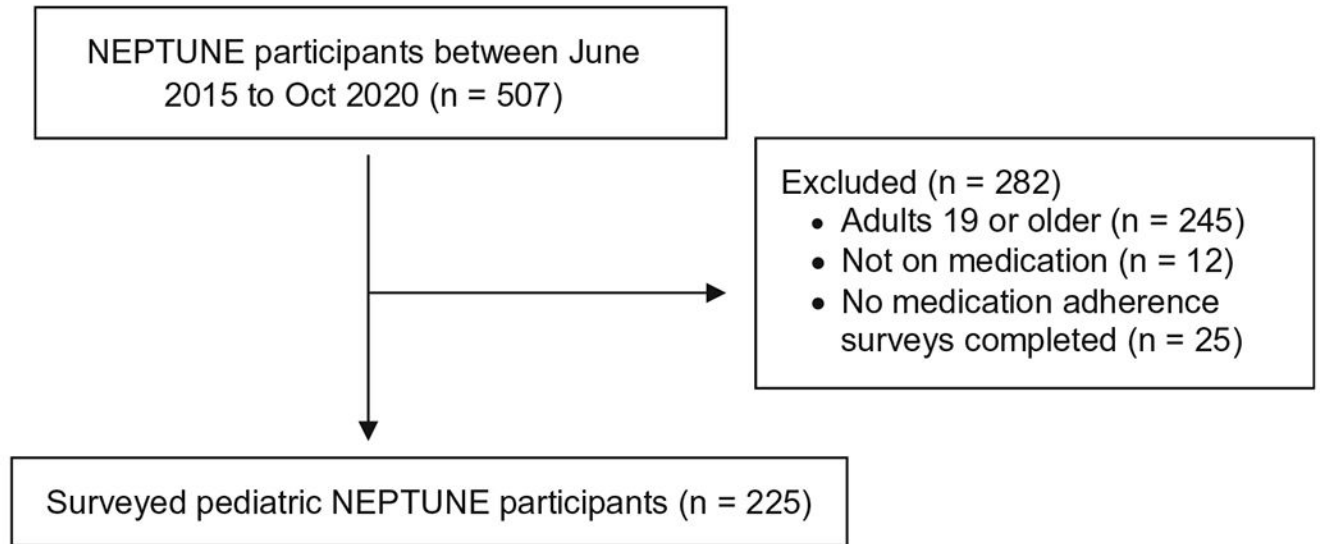 NEPTUNE participants between June
2015 to Oct 2020 (n = 507)
Excluded (n = 282)
• Adults 19 or older (n = 245)
• Not on medication (n = 12)
• No medication adherence
surveys completed (n = 25)
Surveyed pediatric NEPTUNE participants (n = 225)